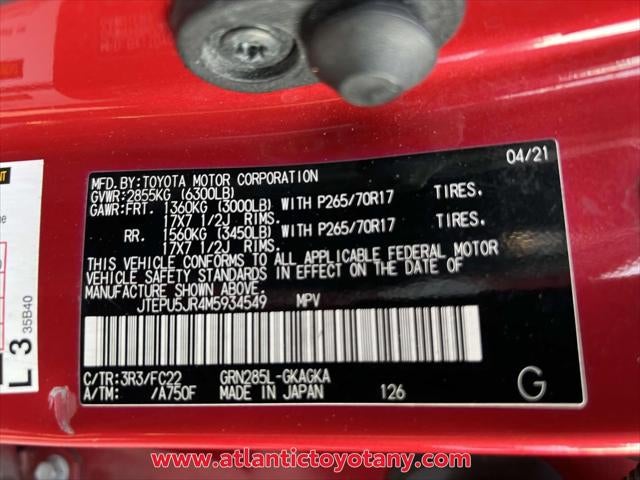 04/21
MFD. BY: TOYOTA MOTOR CORPORATION
GVWR: 2855KG (6300LB)
GAWR: FRT. 1360KG (3000LB) WITH P265/70R17 TIRES.
17X7 1/2J RIMS.
RR. 1560KG (3450LB) WITH P265/70R17 TIRES.
17X7 1/2J RIMS.
THIS VEHICLE CONFORMS TO ALL APPLICABLE FEDERAL MOTOR
VEHICLE SAFETY STANDARDS IN EFFECT ON THE DATE OF
MANUFACTURE SHOWN ABOVE.
JTEPU5JR4M5934549 MPV
C/TR: 3R3/FC22 GRN285L-GKAGKA
A/TM: /A750F MADE IN JAPAN 126 G
L 3 35B40
www.atlantictoyotany.com